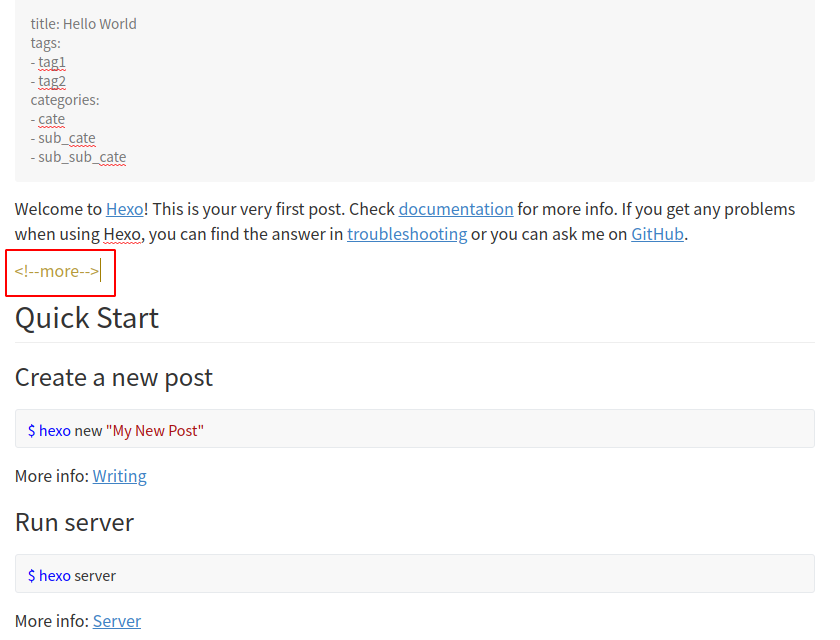 title: Hello World
tags:
- tag1
- tag2
categories:
- cate
- sub_cate
- sub_sub_cate
Welcome to Hexo! This is your very first post. Check documentation for more info. If you get any problems
when using Hexo, you can find the answer in troubleshooting or you can ask me on GitHub.
<!--more-->
Quick Start
Create a new post
$ hexo new "My New Post"
More info: Writing
Run server
$ hexo server
More info: Server